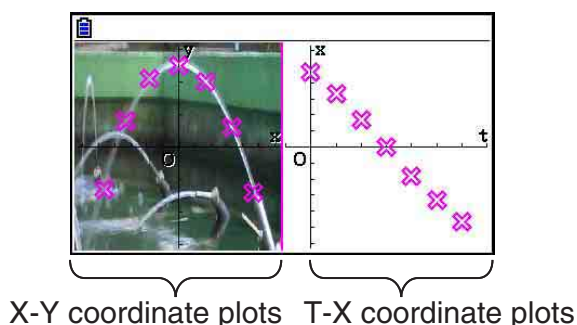 y
x
O
x
t
O
X-Y coordinate plots
T-X coordinate plots